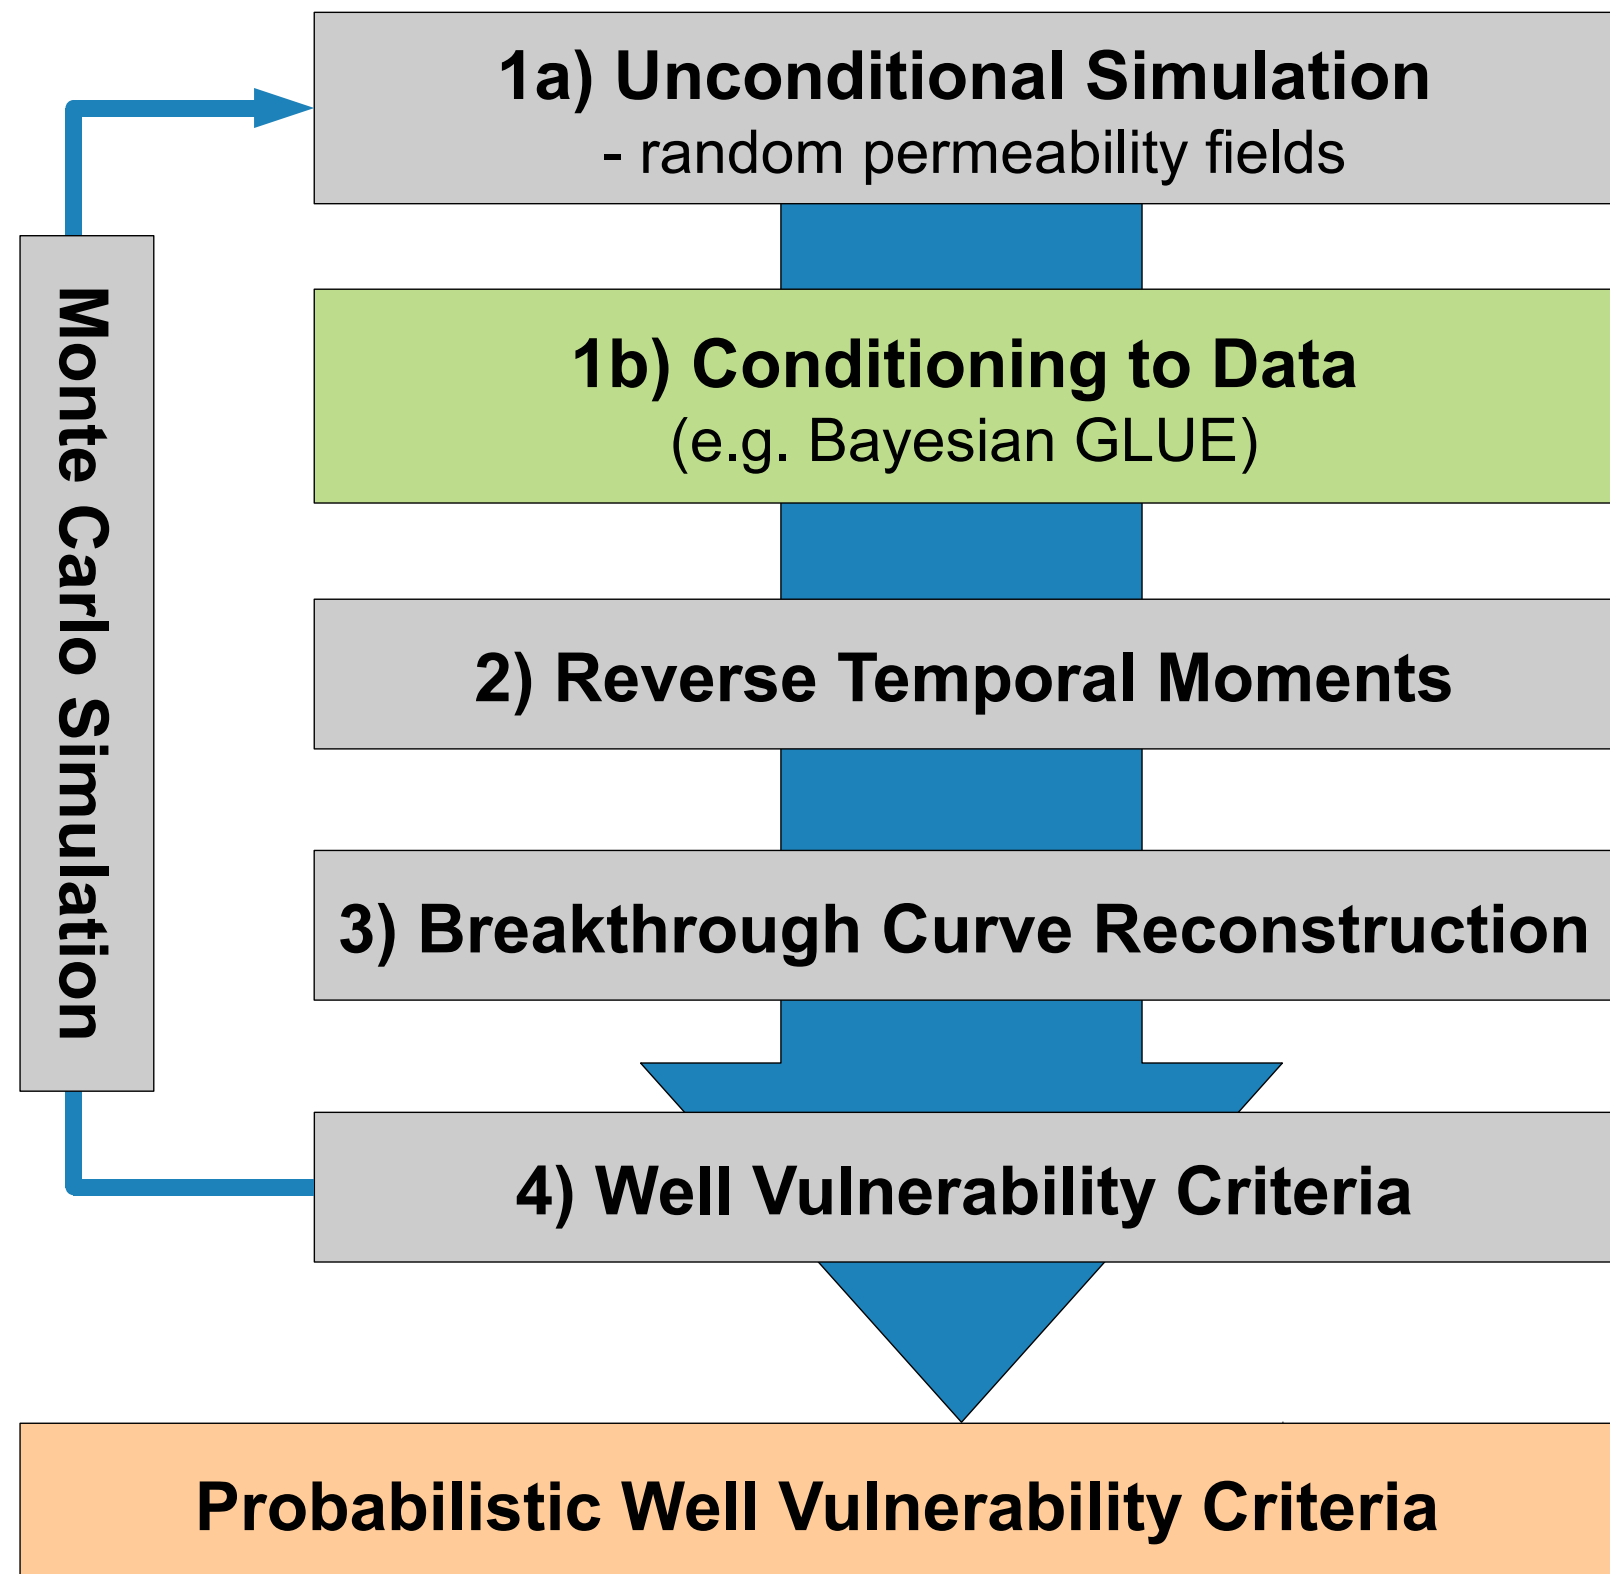 1a) Unconditional Simulation
- random permeability fields
1b) Conditioning to Data
(e.g. Bayesian GLUE)
2) Reverse Temporal Moments
3) Breakthrough Curve Reconstruction
4) Well Vulnerability Criteria
Monte Carlo Simulation
Probabilistic Well Vulnerability Criteria